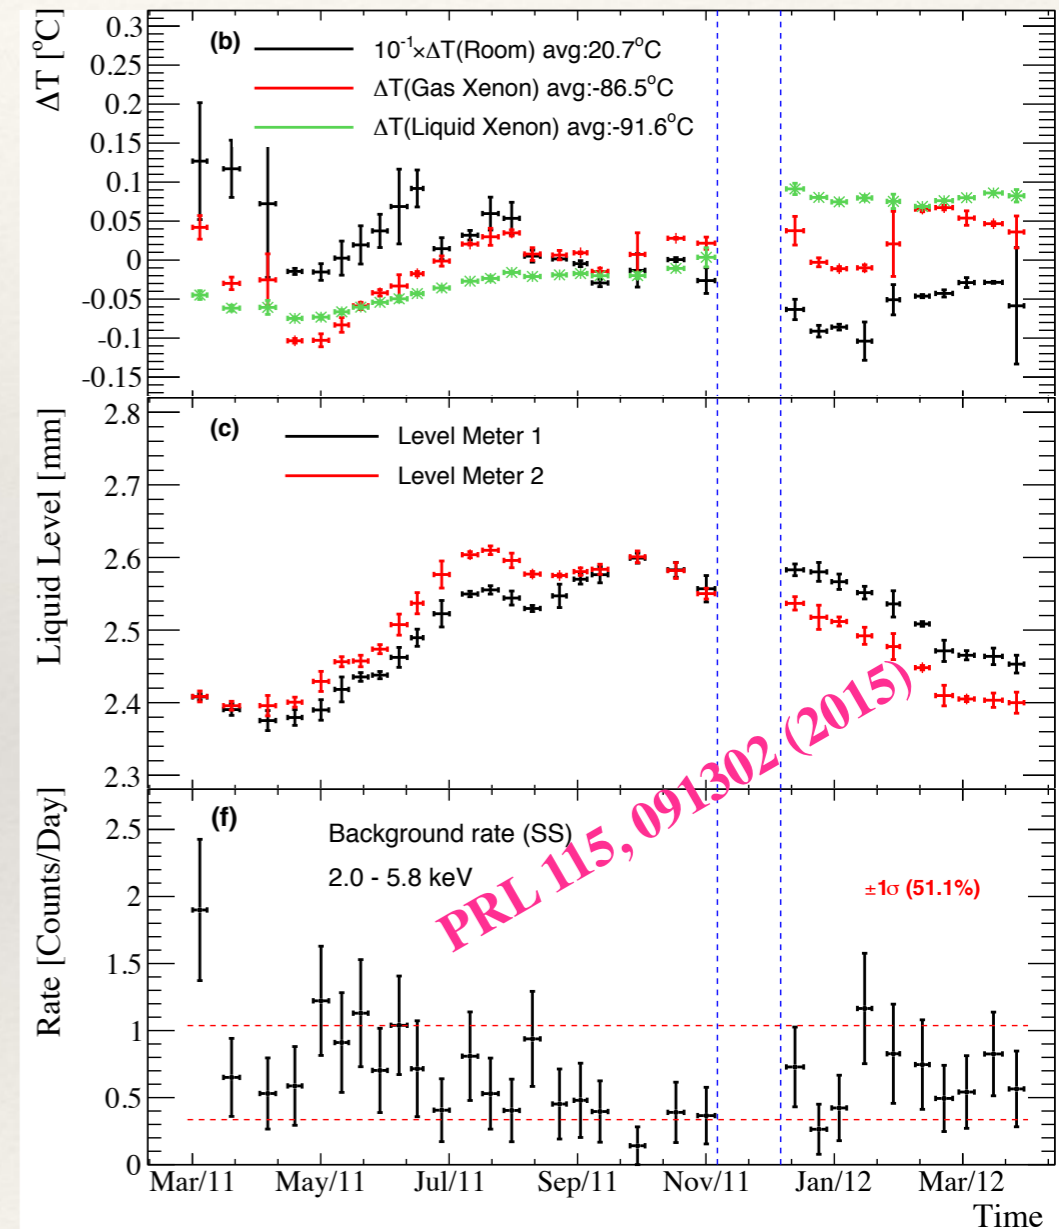 ΔT [°C]
(b)
10⁻¹×ΔT(Room) avg:20.7°C
ΔT(Gas Xenon) avg:-86.5°C
ΔT(Liquid Xenon) avg:-91.6°C
0.3
0.25
0.2
0.15
0.1
0.05
0
-0.05
-0.1
-0.15
Liquid Level [mm]
(c)
Level Meter 1
Level Meter 2
2.8
2.7
2.6
2.5
2.4
2.3
PRL 115, 091302 (2015)
Rate [Counts/Day]
(f)
Background rate (SS)
2.0 - 5.8 keV
±1σ (51.1%)
2.5
2
1.5
1
0.5
0
Mar/11 May/11 Jul/11 Sep/11 Nov/11 Jan/12 Mar/12
Time